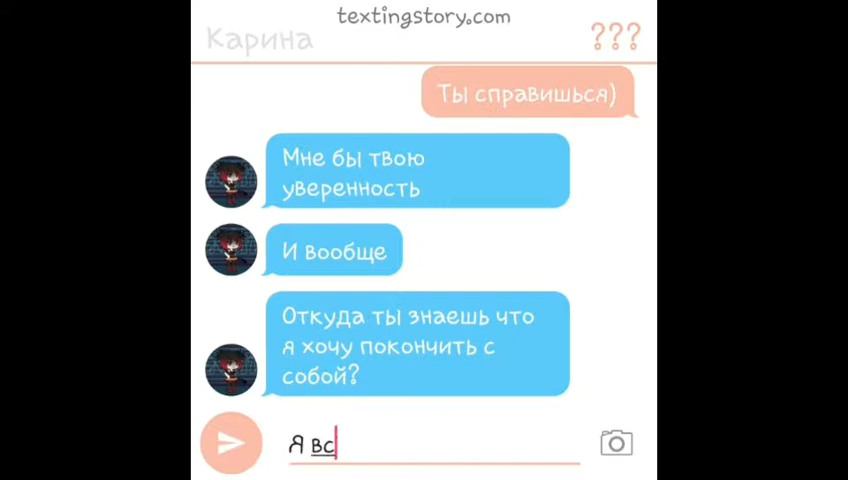 textingstory.com
Карина
???
Ты справишься)
Мне бы твою
уверенность
И вообще
Откуда ты знаешь что
я хочу покончить с
собой?
Я вс